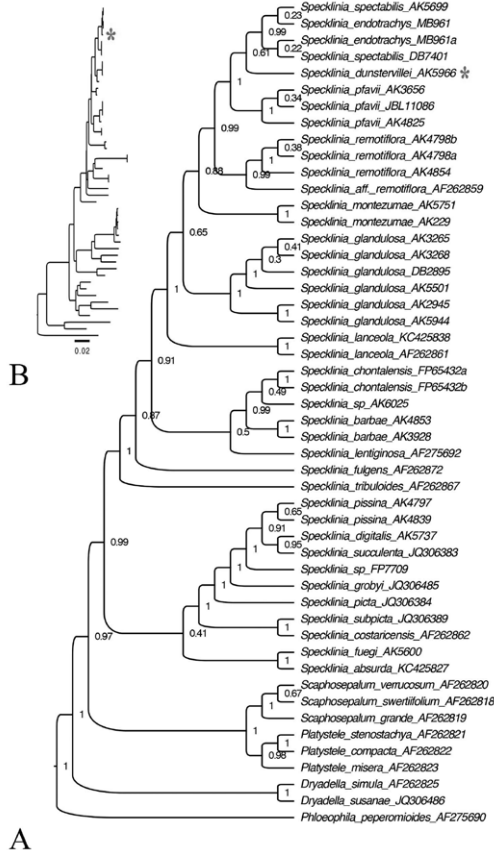 0.23
Specklinia_spectabilis_AK5699
0.99
Specklinia_endotrachys_MB961
Specklinia_endotrachys_MB961a
0.61
0.22
Specklinia_spectabilis_DB7401
1
Specklinia_dunstervillei_AK5966 *
*
0.34
Specklinia_pfavii_AK3656
1
Specklinia_pfavii_JBL11086
0.99
Specklinia_pfavii_AK4825
0.38
Specklinia_remotiflora_AK4798b
1
Specklinia_remotiflora_AK4798a
0.88
0.99
Specklinia_remotiflora_AK4854
Specklinia_aff._remotiflora_AF262859
1
Specklinia_montezumae_AK5751
0.65
Specklinia_montezumae_AK229
0.41
Specklinia_glandulosa_AK3265
0.3
Specklinia_glandulosa_AK3268
1
Specklinia_glandulosa_DB2895
1
1
Specklinia_glandulosa_AK5501
1
Specklinia_glandulosa_AK2945
Specklinia_glandulosa_AK5944
0.02
1
Specklinia_lanceola_KC425838
0.91
Specklinia_lanceola_AF262861
B
1
Specklinia_chontalensis_FP65432a
0.49
Specklinia_chontalensis_FP65432b
0.99
Specklinia_sp_AK6025
0.87
0.5
1
Specklinia_barbae_AK4853
Specklinia_barbae_AK3928
1
Specklinia_lentiginosa_AF275692
Specklinia_fulgens_AF262872
Specklinia_tribuloides_AF262867
0.65
Specklinia_pissina_AK4797
0.91
Specklinia_pissina_AK4839
0.99
1
0.95
Specklinia_digitalis_AK5737
Specklinia_succulenta_JQ306383
1
Specklinia_sp_FP7709
1
Specklinia_grobyi_JQ306485
1
Specklinia_picta_JQ306384
0.97
0.41
1
Specklinia_subpicta_JQ306389
Specklinia_costaricensis_AF262862
1
Specklinia_fuegi_AK5600
Specklinia_absurda_KC425827
0.67
Scaphosepalum_verrucosum_AF262820
1
1
Scaphosepalum_swertiifolium_AF262818
1
Scaphosepalum_grande_AF262819
1
Platystele_stenostachya_AF262821
0.98
Platystele_compacta_AF262822
1
Platystele_misera_AF262823
1
Dryadella_simula_AF262825
Dryadella_susanae_JQ306486
Phloeophila_peperomioides_AF275690
A